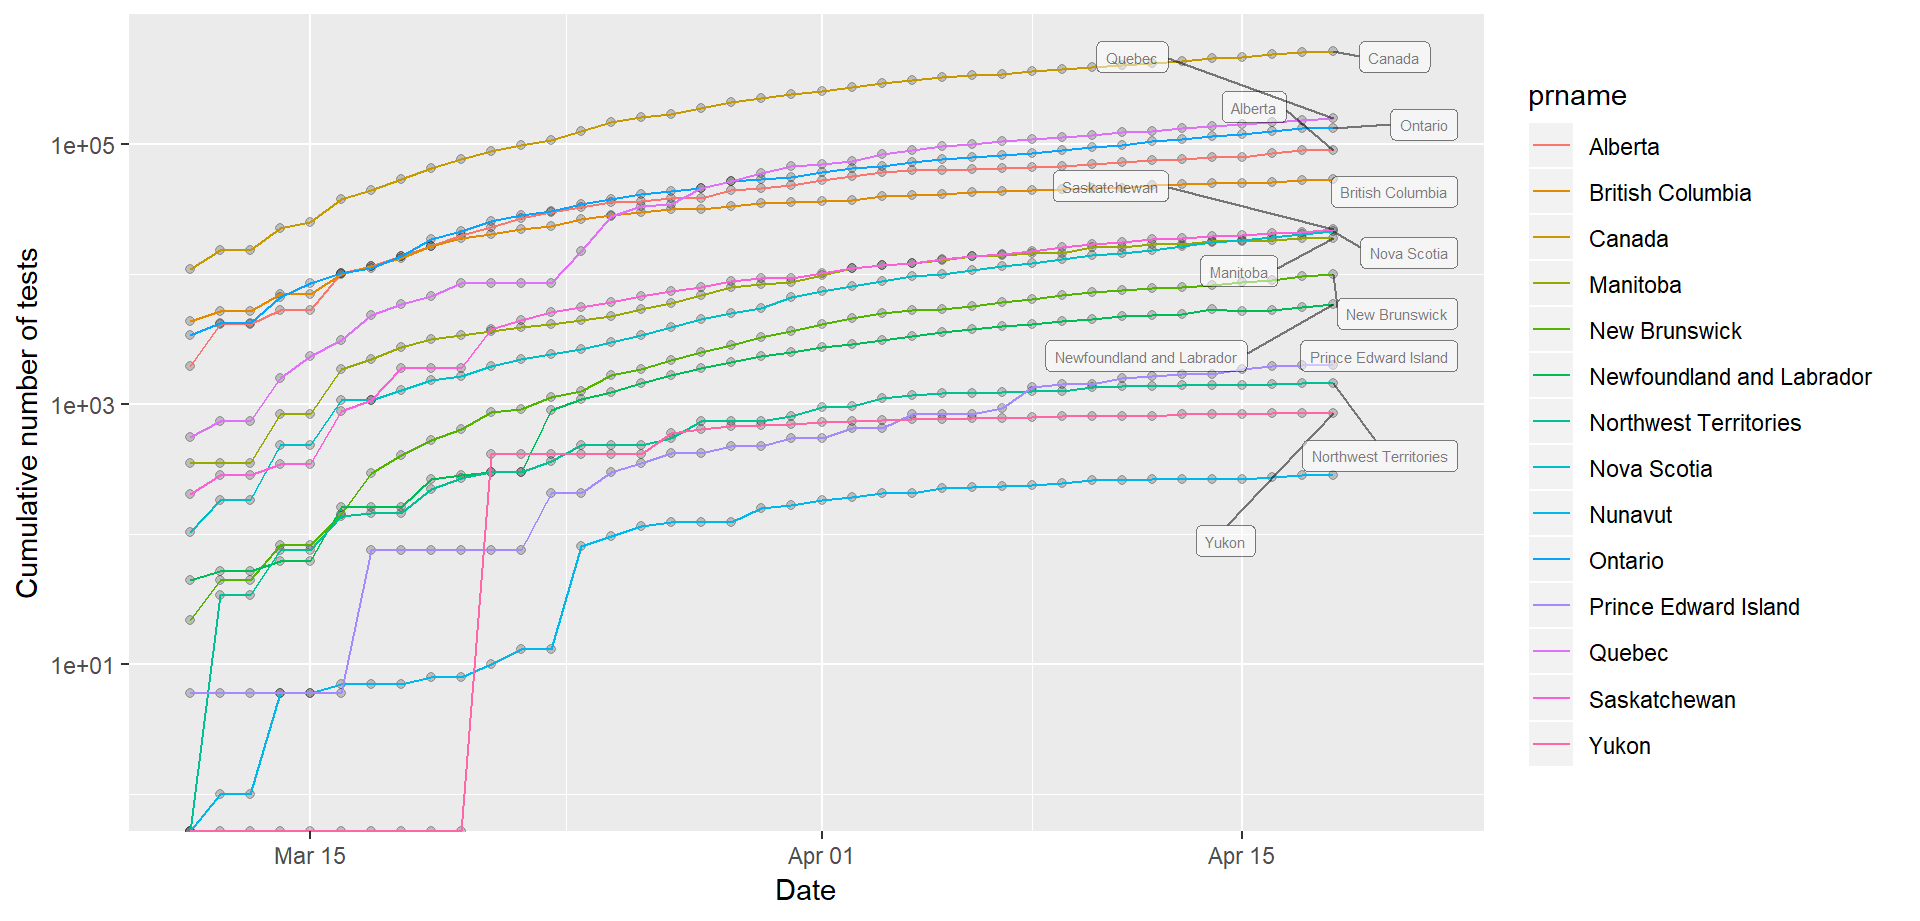 Cumulative number of tests
1e+05
1e+03
1e+01
Mar 15
Apr 01
Apr 15
Date
Quebec
Canada
Alberta
Ontario
Saskatchewan
British Columbia
Nova Scotia
Manitoba
New Brunswick
Newfoundland and Labrador
Prince Edward Island
Northwest Territories
Yukon
prname
Alberta
British Columbia
Canada
Manitoba
New Brunswick
Newfoundland and Labrador
Northwest Territories
Nova Scotia
Nunavut
Ontario
Prince Edward Island
Quebec
Saskatchewan
Yukon